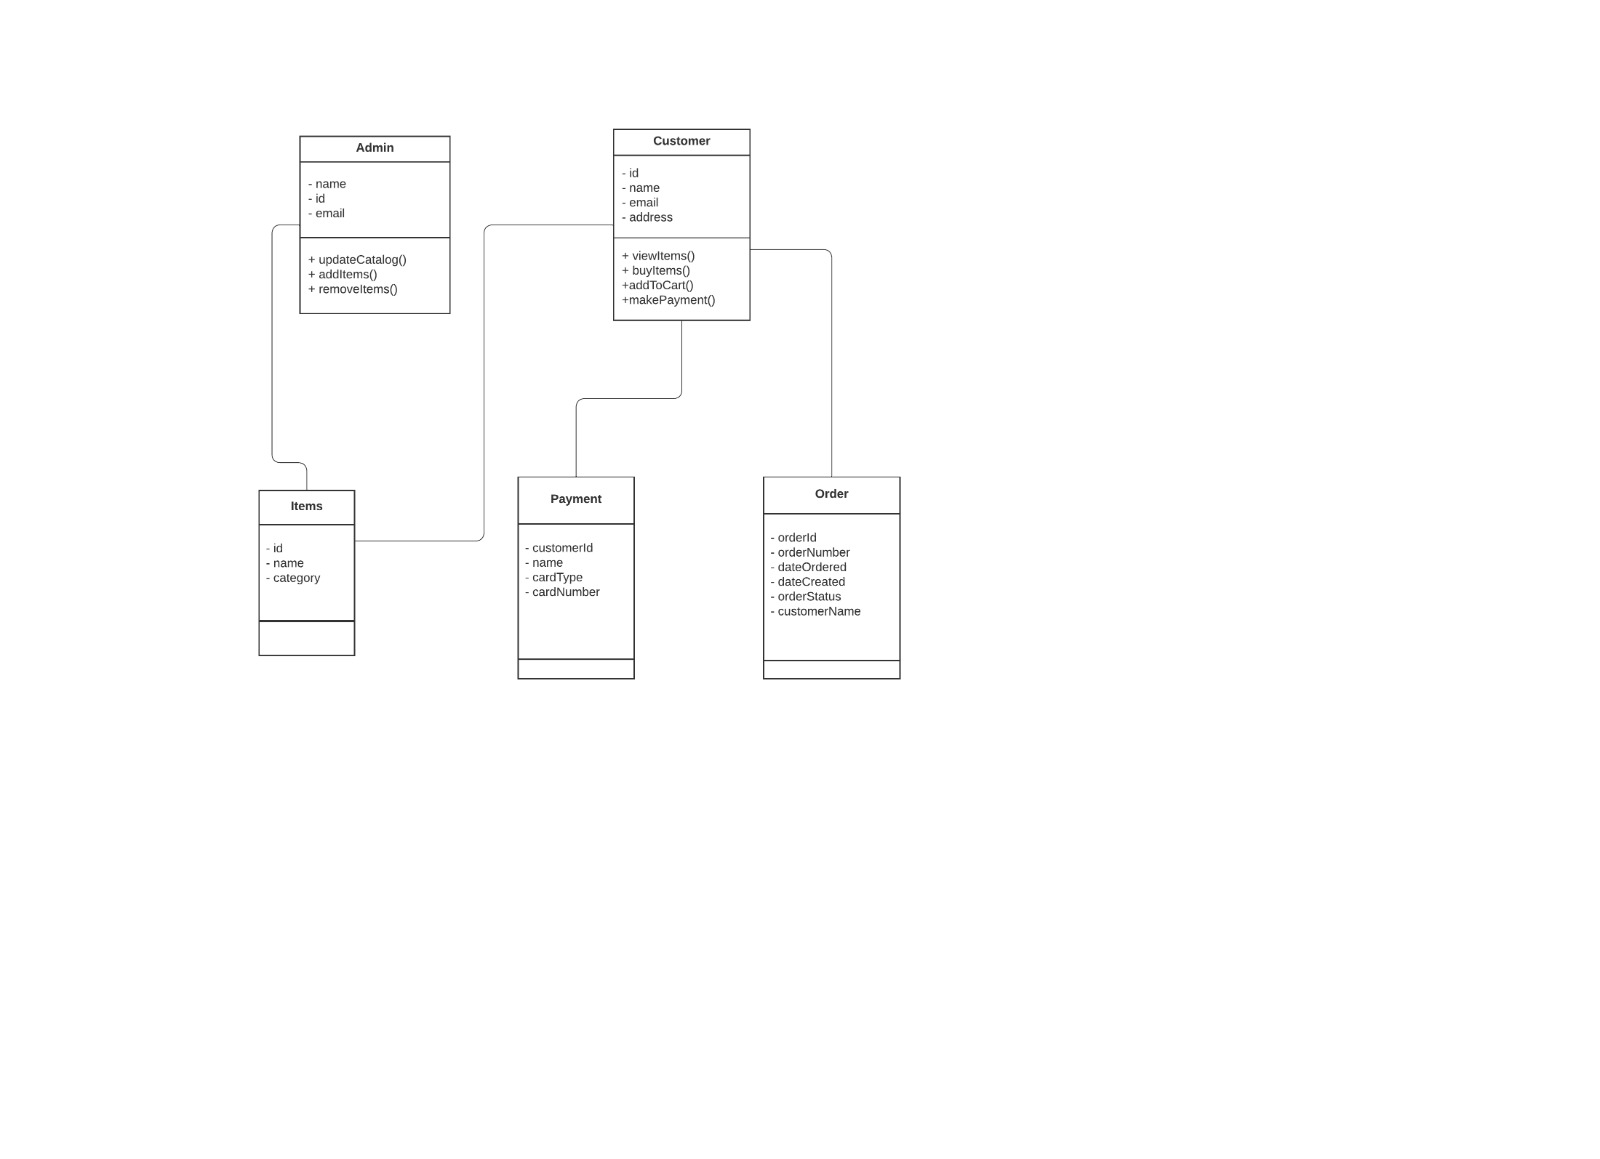 Admin
- name
- id
- email
+ updateCatalog()
+ addItems()
+ removeItems()
Customer
- id
- name
- email
- address
+ viewItems()
+ buyItems()
+addToCart()
+makePayment()
Items
- id
- name
- category
Payment
- customerId
- name
- cardType
- cardNumber
Order
- orderId
- orderNumber
- dateOrdered
- dateCreated
- orderStatus
- customerName